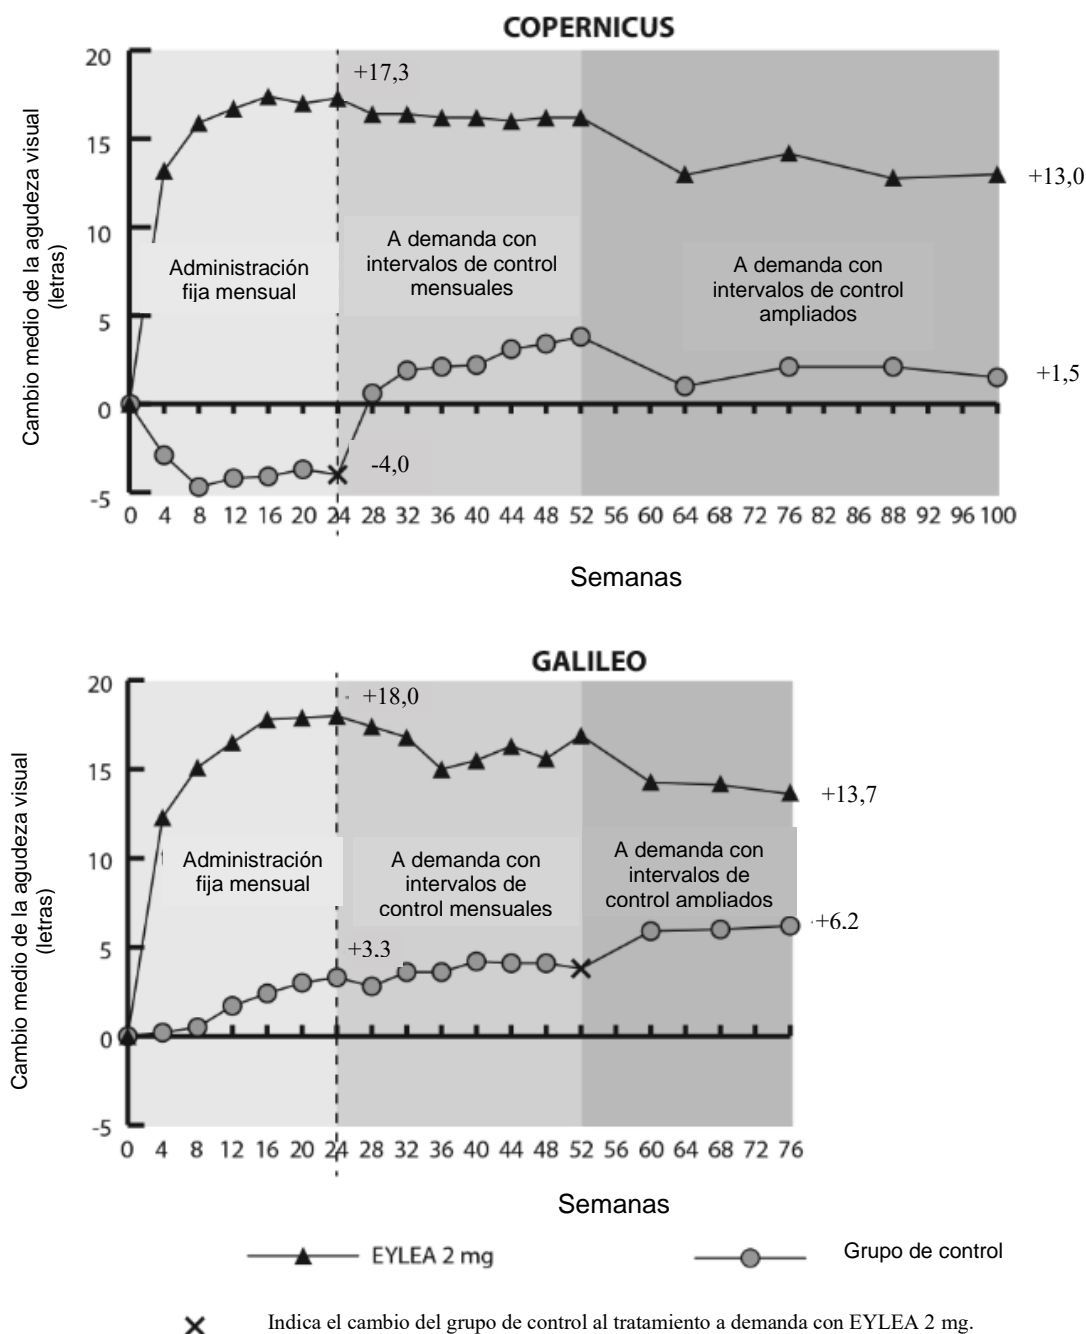 COPERNICUS
Cambio medio de la agudeza visual
(letras)
20
15
10
5
0
-5
+17,3
+13,0
Administración
fija mensual
A demanda con
intervalos de control
mensuales
A demanda con
intervalos de control
ampliados
+1,5
-4,0
0 4 8 12 16 20 24 28 32 36 40 44 48 52 56 60 64 68 72 76 82 86 88 92 96 100
Semanas
GALILEO
Cambio medio de la agudeza visual
(letras)
20
15
10
5
0
-5
+18,0
+13,7
Administración
fija mensual
A demanda con
intervalos de
control mensuales
A demanda con
intervalos de
control ampliados
+3.3
+6.2
0 4 8 12 16 20 24 28 32 36 40 44 48 52 56 60 64 68 72 76
Semanas
EYLEA 2 mg
Grupo de control
Indica el cambio del grupo de control al tratamiento a demanda con EYLEA 2 mg.